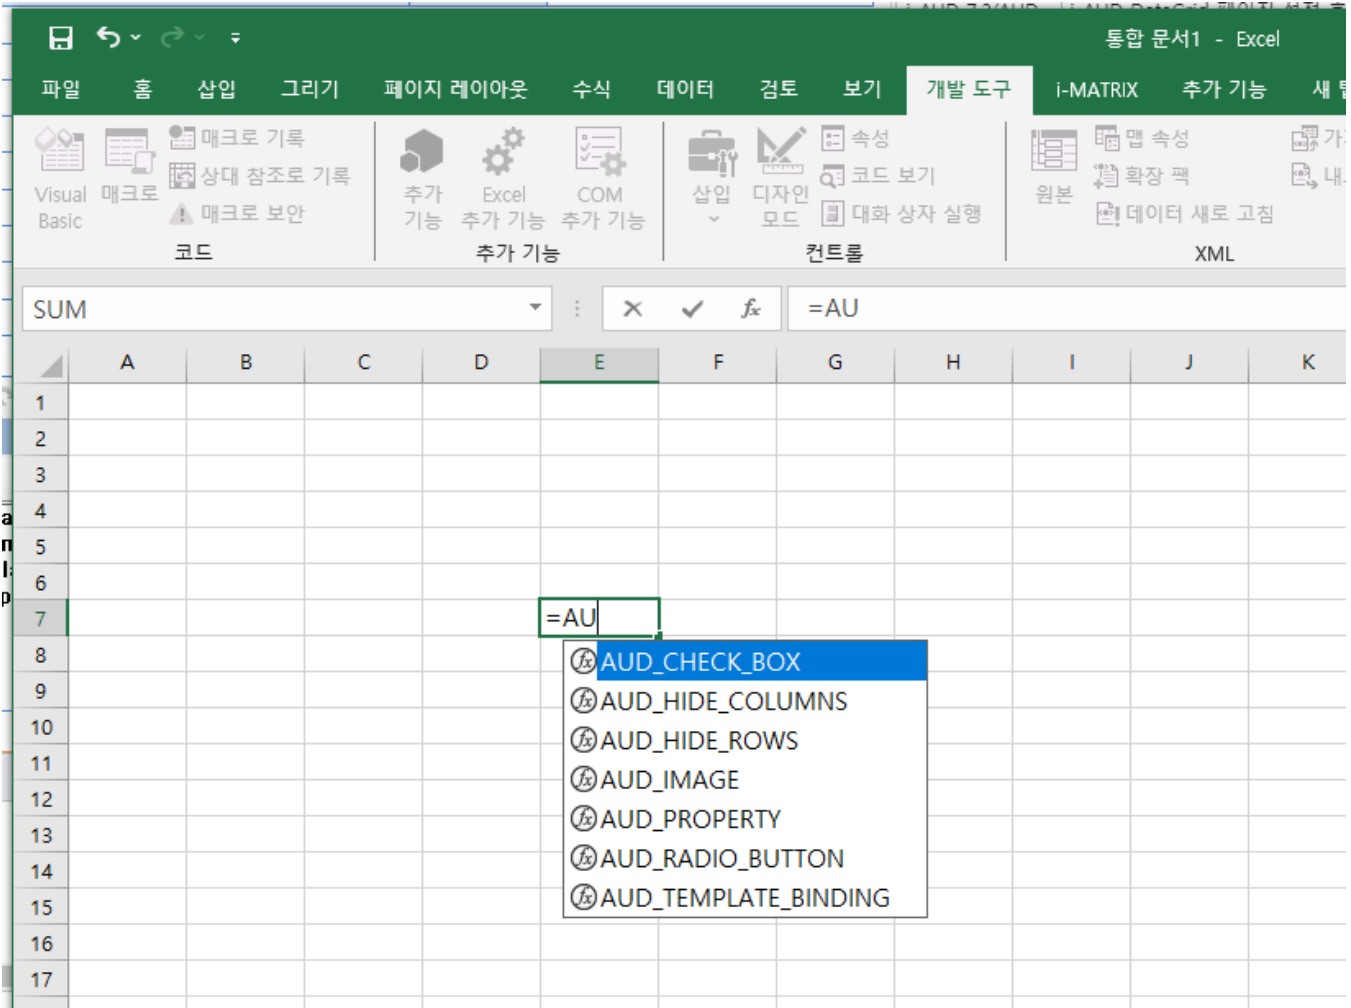 통합 문서1 - Excel
파일 홈 삽입 그리기 페이지 레이아웃 수식 데이터 검토 보기 개발 도구 i-MATRIX 추가 기능 새
Visual Basic
매크로
매크로 기록
상대 참조로 기록
매크로 보안
코드
추가 기능
Excel 추가 기능
COM 추가 기능
추가 기능
삽입
디자인 모드
속성
코드 보기
대화 상자 실행
컨트롤
원본
맵 속성
확장 팩
데이터 새로 고침
XML
SUM
fx
=AU
A B C D E F G H I J K
1
2
3
4
5
6
7 =AU
8
9
10
11
12
13
14
15
16
17
AUD_CHECK_BOX
AUD_HIDE_COLUMNS
AUD_HIDE_ROWS
AUD_IMAGE
AUD_PROPERTY
AUD_RADIO_BUTTON
AUD_TEMPLATE_BINDING